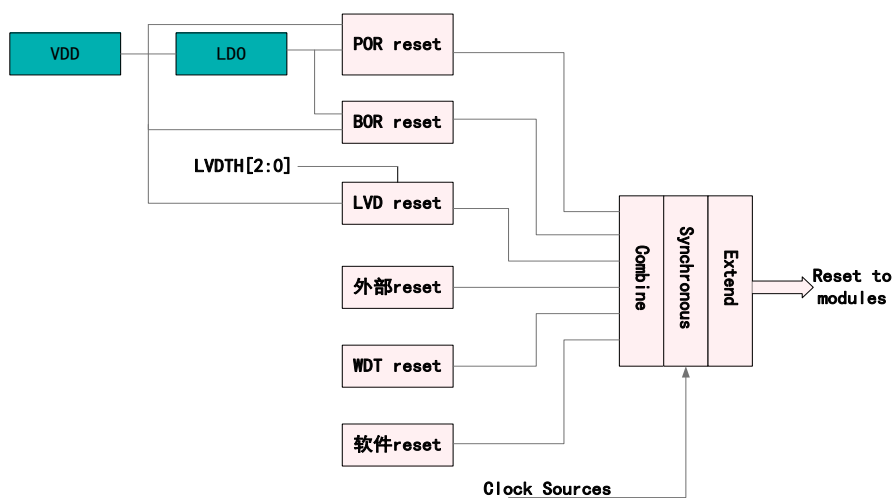 VDD
LDO
POR reset
BOR reset
LVDTH[2:0]
LVD reset
外部reset
WDT reset
软件reset
Combine
Synchronous
Extend
Reset to
modules
Clock Sources